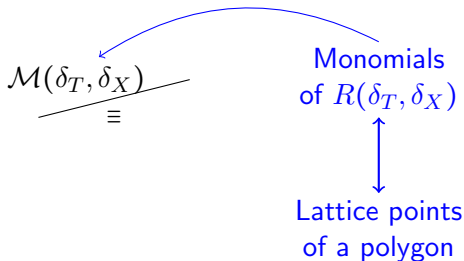 M(δ_T, δ_X)
≡
Monomials
of R(δ_T, δ_X)
Lattice points
of a polygon